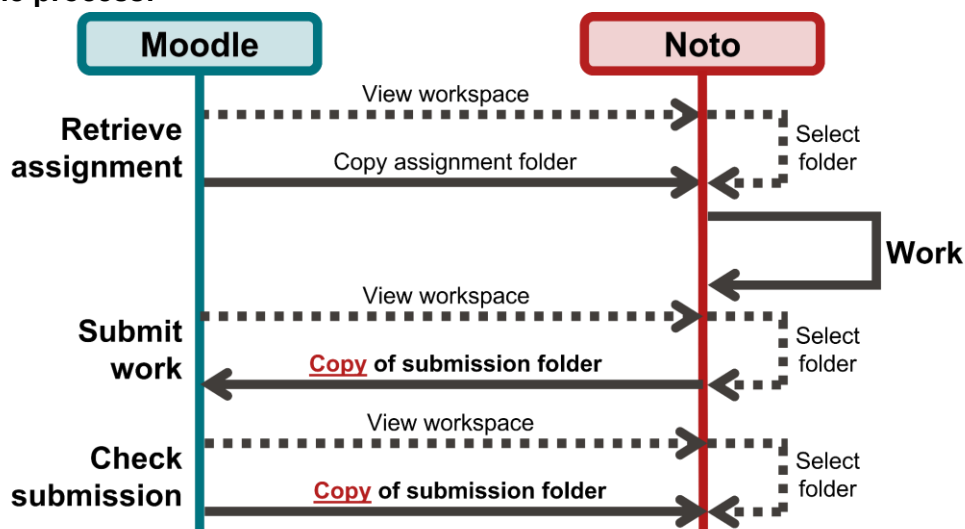 Moodle
Noto
View workspace
Retrieve
assignment
Select
folder
Copy assignment folder
Work
View workspace
Submit
work
Select
folder
Copy of submission folder
View workspace
Check
submission
Select
folder
Copy of submission folder